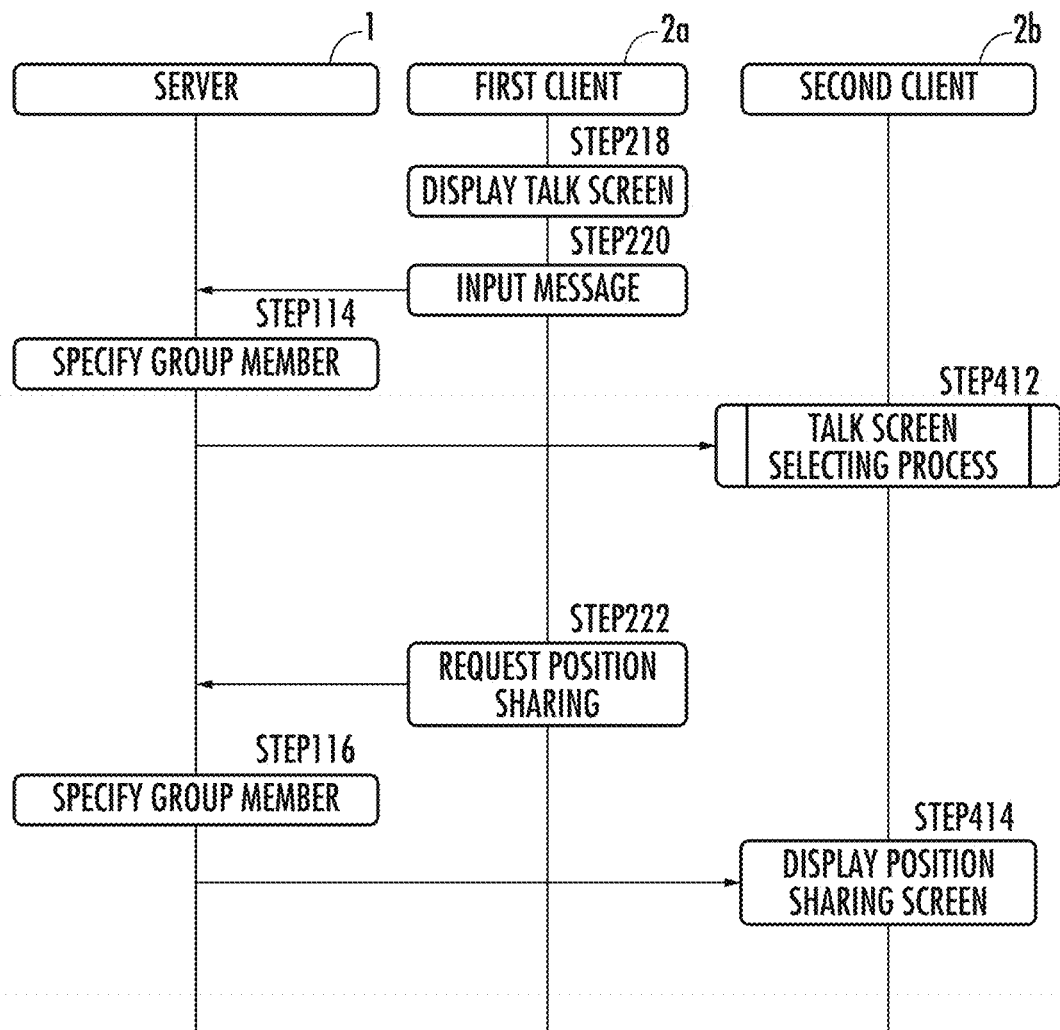 1
2a
2b
SERVER
FIRST CLIENT
SECOND CLIENT
STEP218
DISPLAY TALK SCREEN
STEP220
INPUT MESSAGE
STEP114
SPECIFY GROUP MEMBER
STEP412
TALK SCREEN
SELECTING PROCESS
STEP222
REQUEST POSITION
SHARING
STEP116
SPECIFY GROUP MEMBER
STEP414
DISPLAY POSITION
SHARING SCREEN